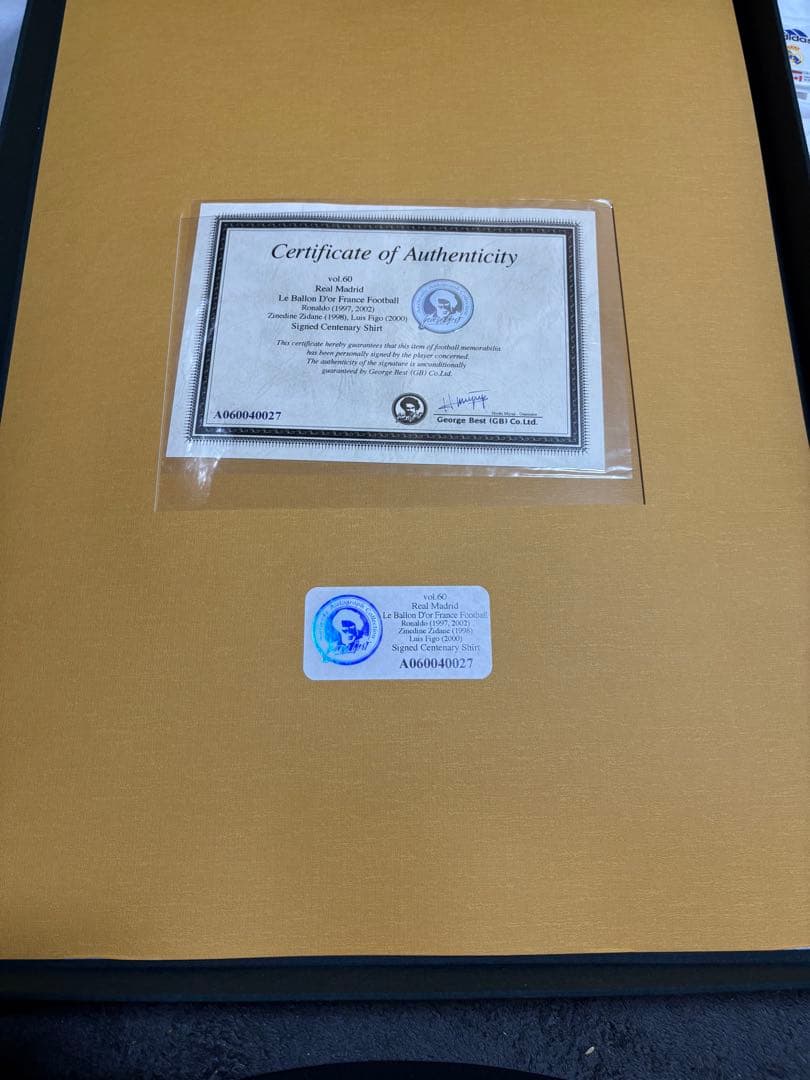 adidas
Certificate of Authenticity
vol.60
Real Madrid
Le Ballon D'or France Football
Ronaldo (1997, 2002)
Zinedine Zidane (1998), Luis Figo (2000)
Signed Centenary Shirt
This certificate hereby guarantees that this item of football memorabilia
has been personally signed by the player concerned.
The authenticity of the signature is unconditionally
guaranteed by George Best (GB) Co.Ltd.
A060040027
George Best (GB) Co.Ltd.
Autograph Collection
vol.60
Real Madrid
Le Ballon D'or France Football
Ronaldo (1997, 2002)
Zinedine Zidane (1998)
Luis Figo (2000)
Signed Centenary Shirt
A060040027